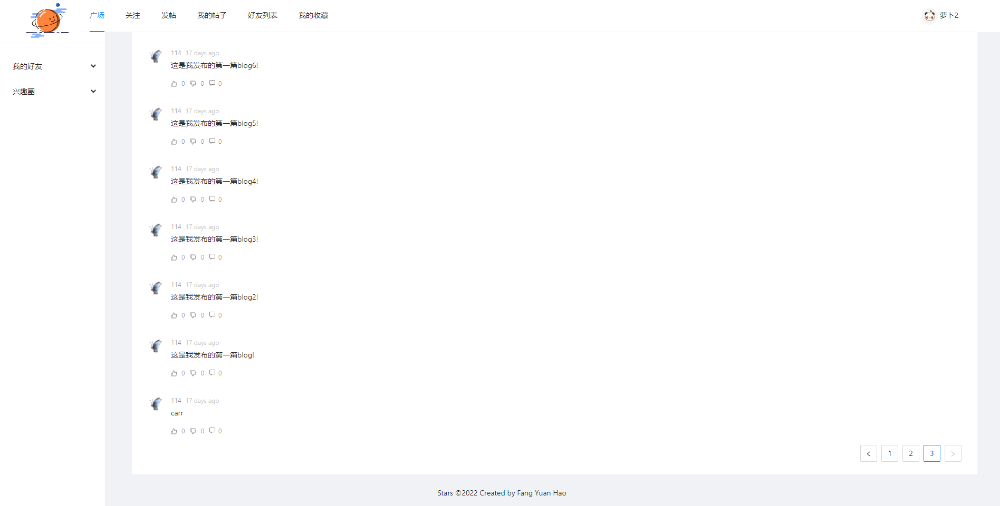 广场 关注 发帖 我的帖子 好友列表 我的收藏 萝卜2
我的好友
兴趣圈
114 17 days ago
这是我发布的第一篇blog6!
0 0 0
114 17 days ago
这是我发布的第一篇blog5!
0 0 0
114 17 days ago
这是我发布的第一篇blog4!
0 0 0
114 17 days ago
这是我发布的第一篇blog3!
0 0 0
114 17 days ago
这是我发布的第一篇blog2!
0 0 0
114 17 days ago
这是我发布的第一篇blog!
0 0 0
114 17 days ago
carr
0 0 0
< 1 2 3 >
Stars ©2022 Created by Fang Yuan Hao